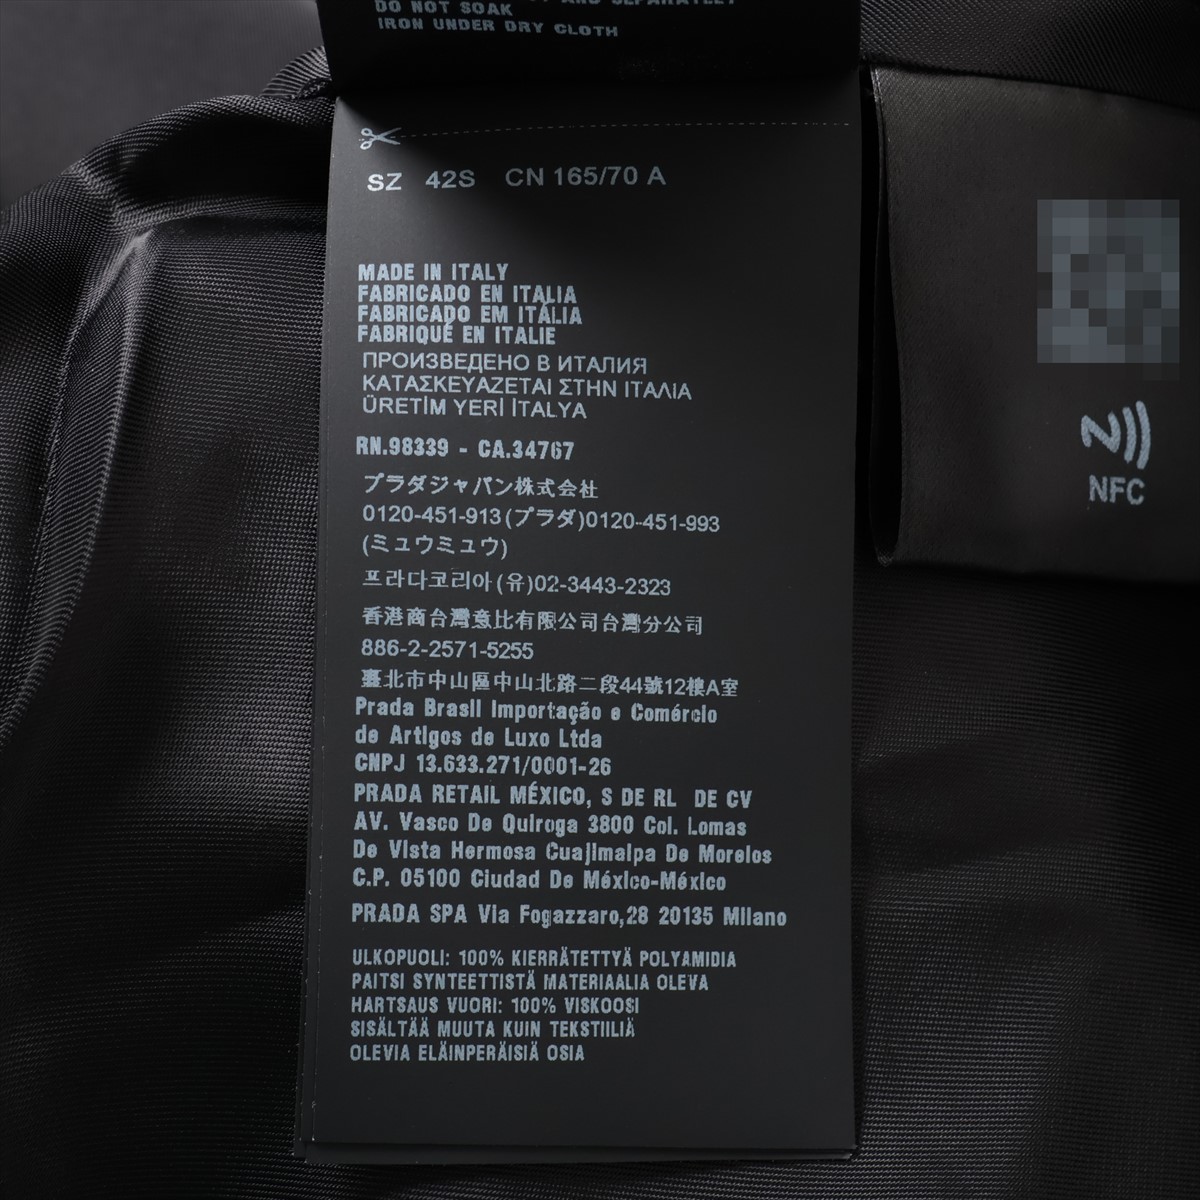 AND SEPARATELY
DO NOT SOAK
IRON UNDER DRY CLOTH
SZ 42S CN 165/70 A
MADE IN ITALY
FABRICADO EN ITALIA
FABRICADO EM ITÁLIA
FABRIQUÉ EN ITALIE
ПРОИЗВЕДЕНО В ИТАЛИЯ
ΚΑΤΑΣΚΕΥΑΖΕΤΑΙ ΣΤΗΝ ΙΤΑΛΙΑ
ÜRETİM YERİ İTALYA
RN.98339 - CA.34767
プラダジャパン株式会社
0120-451-913(プラダ)0120-451-993
(ミュウミュウ)
프라다코리아(유)02-3443-2323
香港商台灣意比有限公司台灣分公司
886-2-2571-5255
臺北市中山區中山北路二段44號12樓A室
Prada Brasil Importação e Comércio
de Artigos de Luxo Ltda
CNPJ 13.633.271/0001-26
PRADA RETAIL MÉXICO, S DE RL DE CV
AV. Vasco De Quiroga 3800 Col. Lomas
De Vista Hermosa Cuajimalpa De Morelos
C.P. 05100 Ciudad De México-México
PRADA SPA Via Fogazzaro,28 20135 Milano
ULKOPUOLI: 100% KIERRÄTETTYÄ POLYAMIDIA
PAITSI SYNTEETTISTÄ MATERIAALIA OLEVA
HARTSAUS VUORI: 100% VISKOOSI
SISÄLTÄÄ MUUTA KUIN TEKSTIILIÄ
OLEVIA ELÄINPERÄISIÄ OSIA
NFC